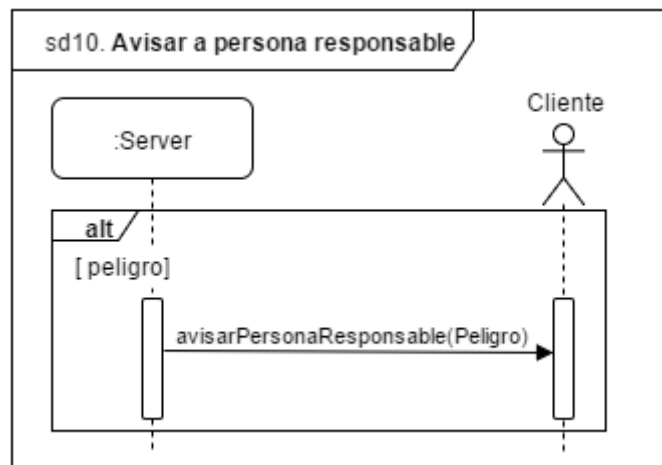 sd10. Avisar a persona responsable
Cliente
:Server
alt
[ peligro]
avisarPersonaResponsable(Peligro)